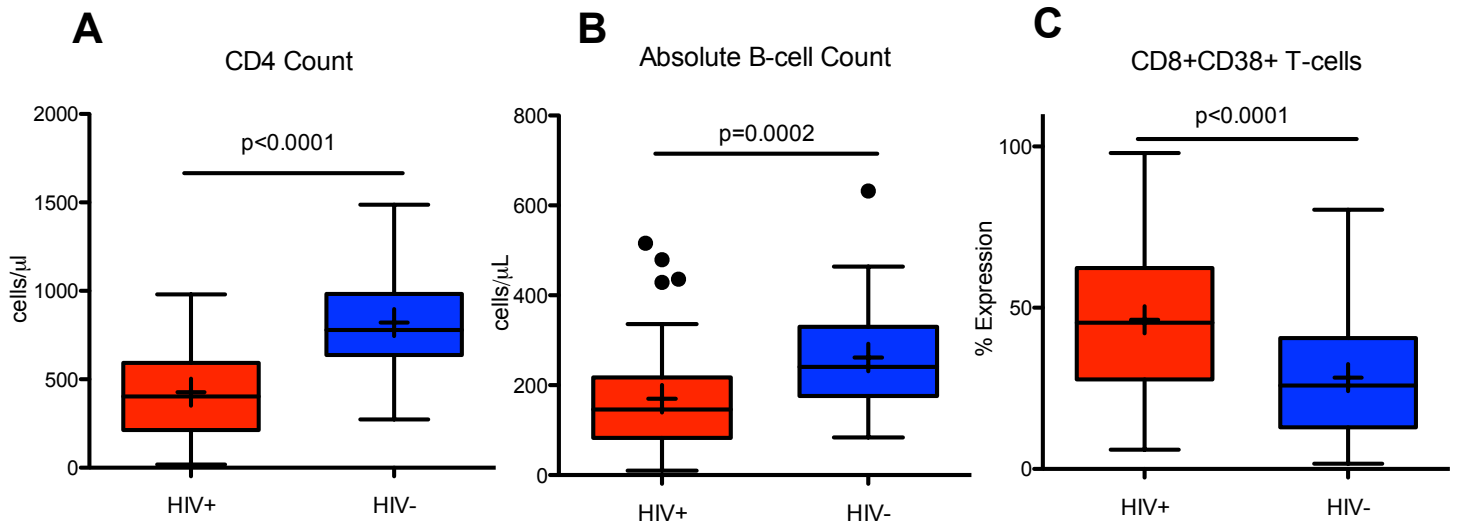 A
CD4 Count
cells/µl
2000
1500
1000
500
0
p<0.0001
HIV+
HIV-
B
Absolute B-cell Count
cells/µL
800
600
400
200
0
p=0.0002
HIV+
HIV-
C
CD8+CD38+ T-cells
% Expression
100
50
0
p<0.0001
HIV+
HIV-